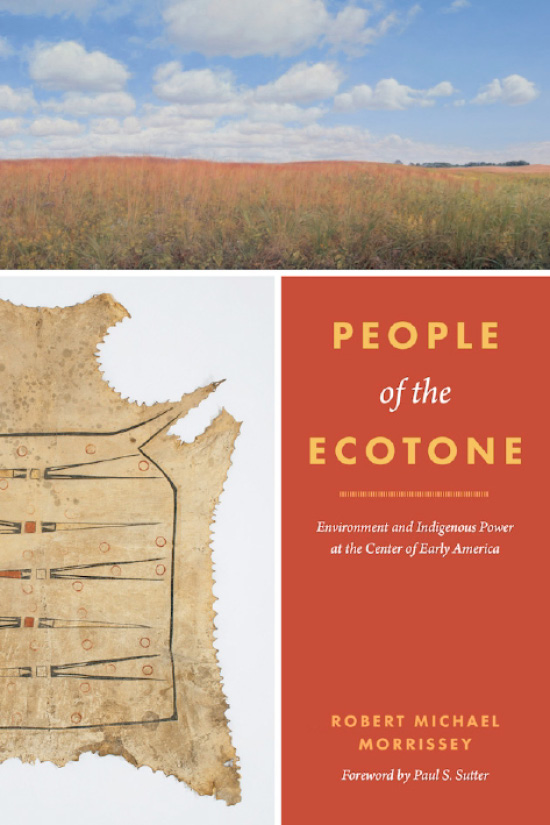 PEOPLE
of the
ECOTONE
Environment and Indigenous Power
at the Center of Early America
ROBERT MICHAEL
MORRISSEY
Foreword by Paul S. Sutter